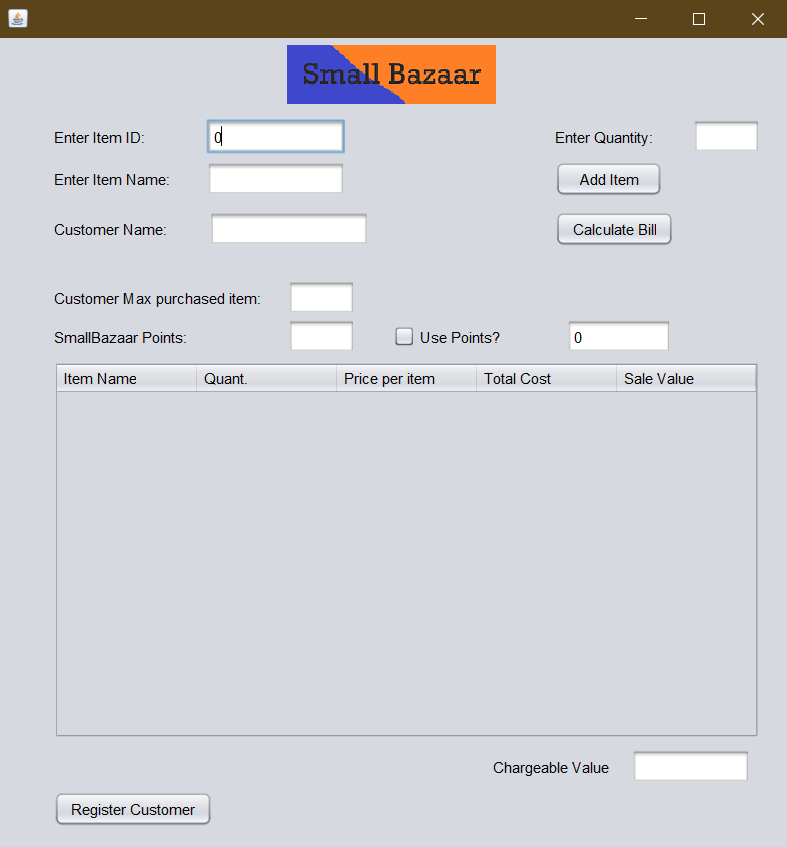 Small Bazaar
Enter Item ID: 0 Enter Quantity:
Enter Item Name: Add Item
Customer Name: Calculate Bill
Customer Max purchased item:
SmallBazaar Points: Use Points? 0
Item Name Quant. Price per item Total Cost Sale Value
Chargeable Value
Register Customer